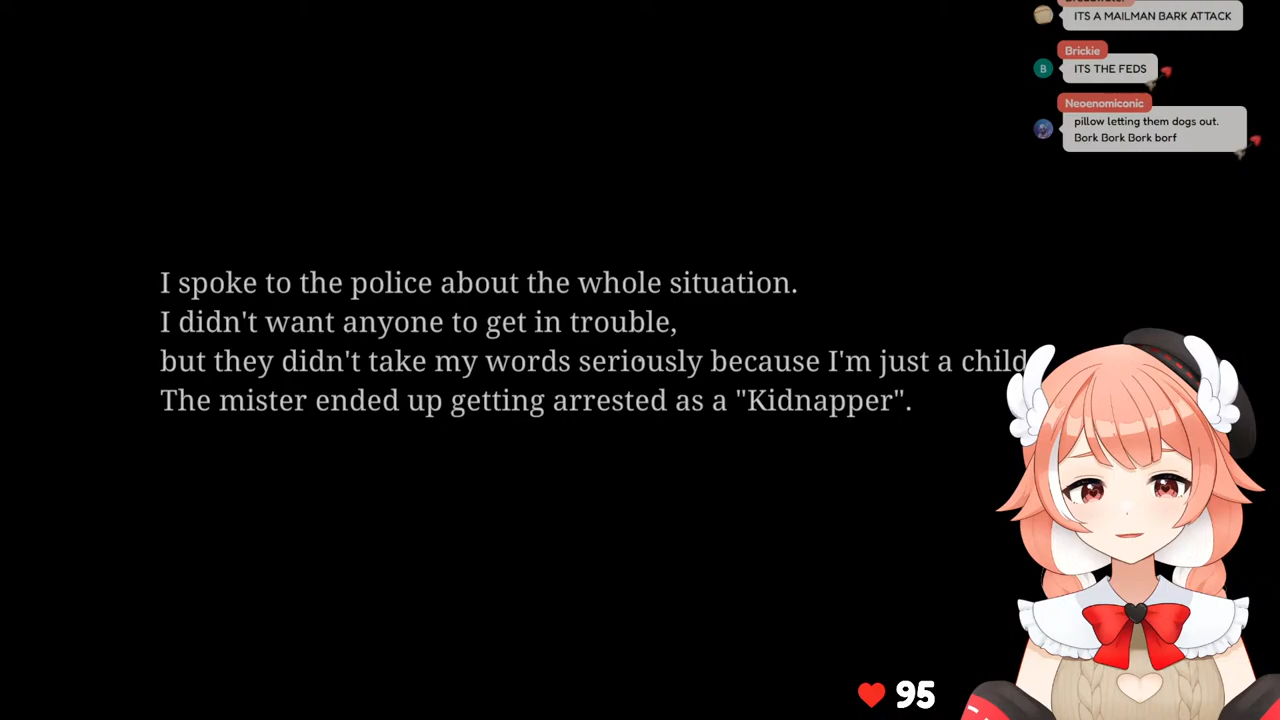 ITS A MAILMAN BARK ATTACK
Brickie
B
ITS THE FEDS
Neoenomiconic
pillow letting them dogs out.
Bork Bork Bork borf
I spoke to the police about the whole situation.
I didn't want anyone to get in trouble,
but they didn't take my words seriously because I'm just a child
The mister ended up getting arrested as a "Kidnapper".
95